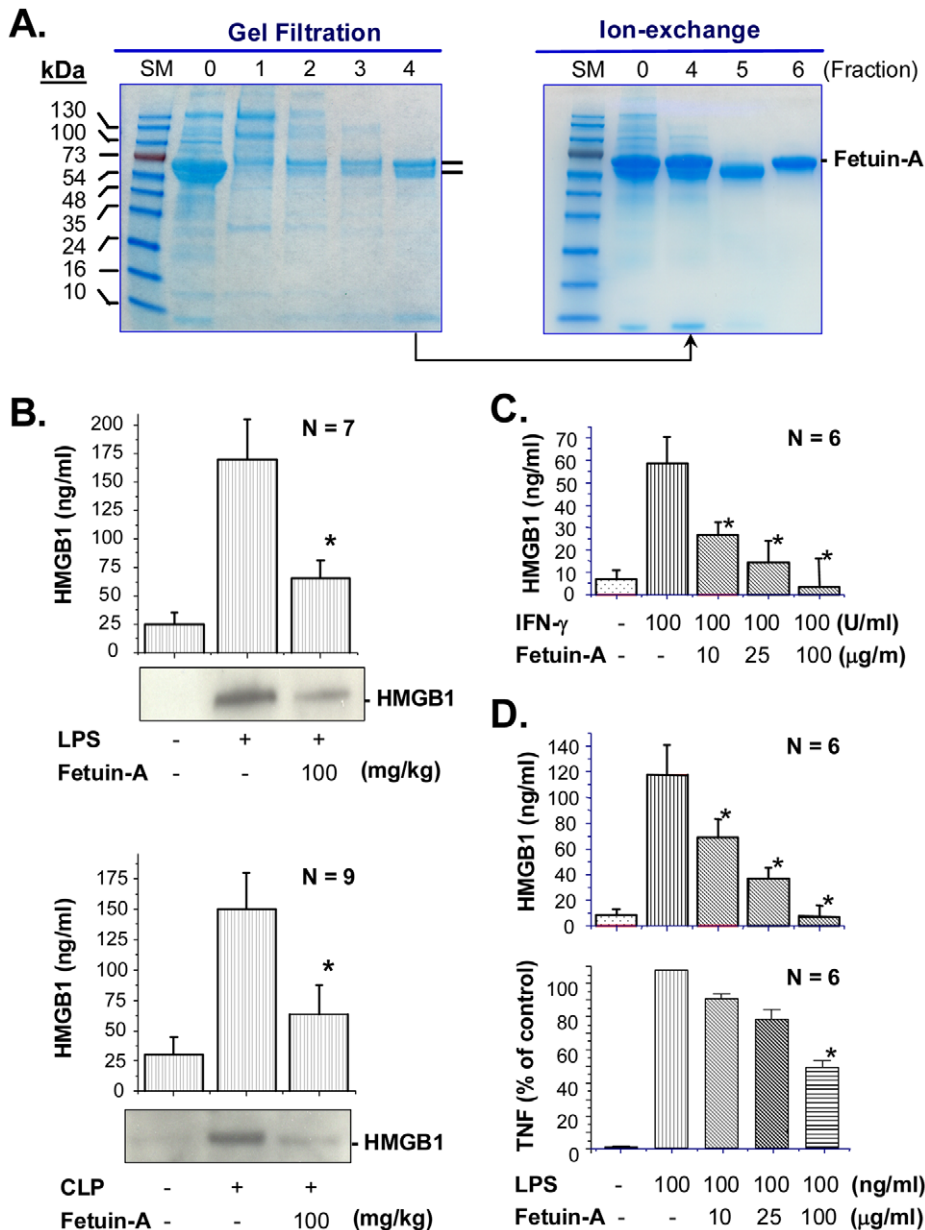 A.
Gel Filtration
Ion-exchange
kDa SM 0 1 2 3 4
SM 0 4 5 6 (Fraction)
130
100
73
54
48
35
24
16
10
- Fetuin-A
B.
N = 7
HMGB1 (ng/ml)
200
175
150
125
100
75
50
25
0
*
- HMGB1
LPS - + +
Fetuin-A - - 100 (mg/kg)
N = 9
HMGB1 (ng/ml)
175
150
125
100
75
50
25
0
*
- HMGB1
CLP - + +
Fetuin-A - - 100 (mg/kg)
C.
N = 6
HMGB1 (ng/ml)
70
60
50
40
30
20
10
0
* * *
IFN-γ - 100 100 100 100 (U/ml)
Fetuin-A - - 10 25 100 (μg/m)
D.
N = 6
HMGB1 (ng/ml)
140
120
100
80
60
40
20
0
* * *
N = 6
TNF (% of control)
100
80
60
40
20
0
*
LPS - 100 100 100 100 (ng/ml)
Fetuin-A - - 10 25 100 (μg/ml)